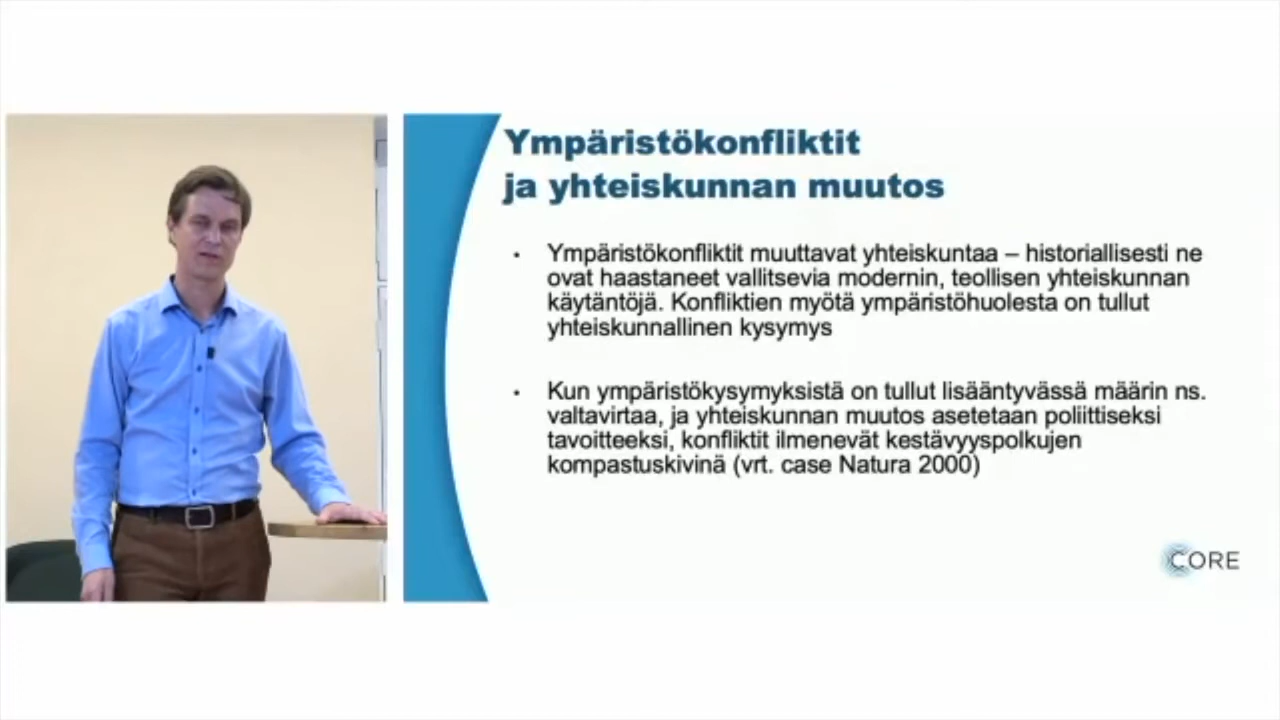 Ympäristökonfliktit
ja yhteiskunnan muutos
• Ympäristökonfliktit muuttavat yhteiskuntaa – historiallisesti ne
ovat haastaneet vallitsevia modernin, teollisen yhteiskunnan
käytäntöjä. Konfliktien myötä ympäristöhuolesta on tullut
yhteiskunnallinen kysymys
• Kun ympäristökysymyksistä on tullut lisääntyvässä määrin ns.
valtavirtaa, ja yhteiskunnan muutos asetetaan poliittiseksi
tavoitteeksi, konfliktit ilmenevät kestävyyspolkujen
kompastuskivinä (vrt. case Natura 2000)
CORE